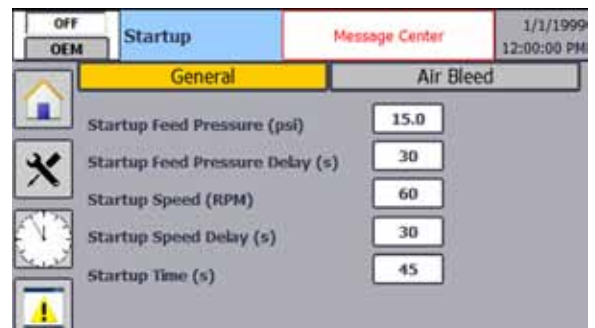 OFF
OEM
Startup
Message Center
1/1/1999
12:00:00 PM
General
Air Bleed
Startup Feed Pressure (psi) 15.0
Startup Feed Pressure Delay (s) 30
Startup Speed (RPM) 60
Startup Speed Delay (s) 30
Startup Time (s) 45